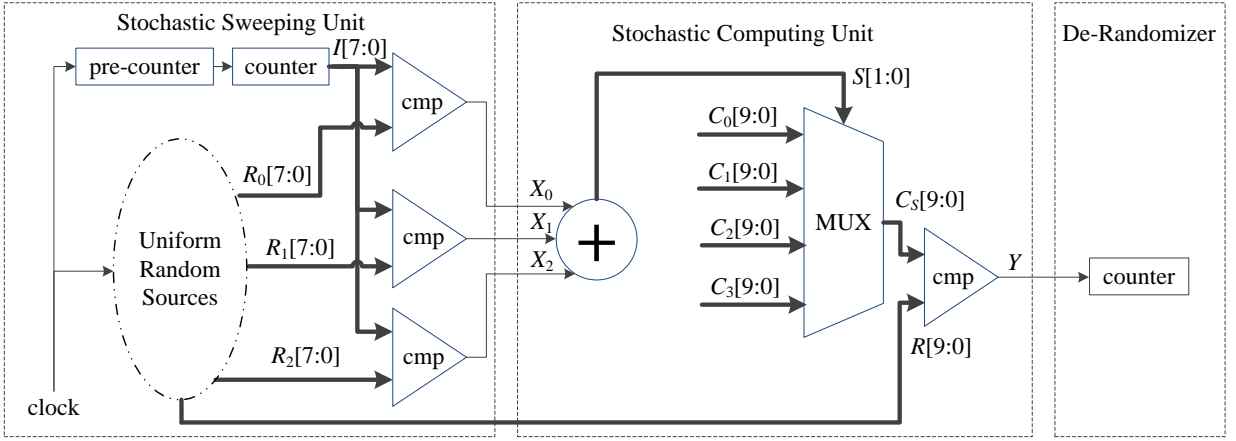 Stochastic Sweeping Unit
pre-counter
counter
I[7:0]
cmp
R0[7:0]
Uniform
Random
Sources
R1[7:0]
cmp
R2[7:0]
cmp
clock
Stochastic Computing Unit
X0
X1
X2
+
S[1:0]
C0[9:0]
C1[9:0]
C2[9:0]
C3[9:0]
MUX
CS[9:0]
cmp
R[9:0]
Y
De-Randomizer
counter